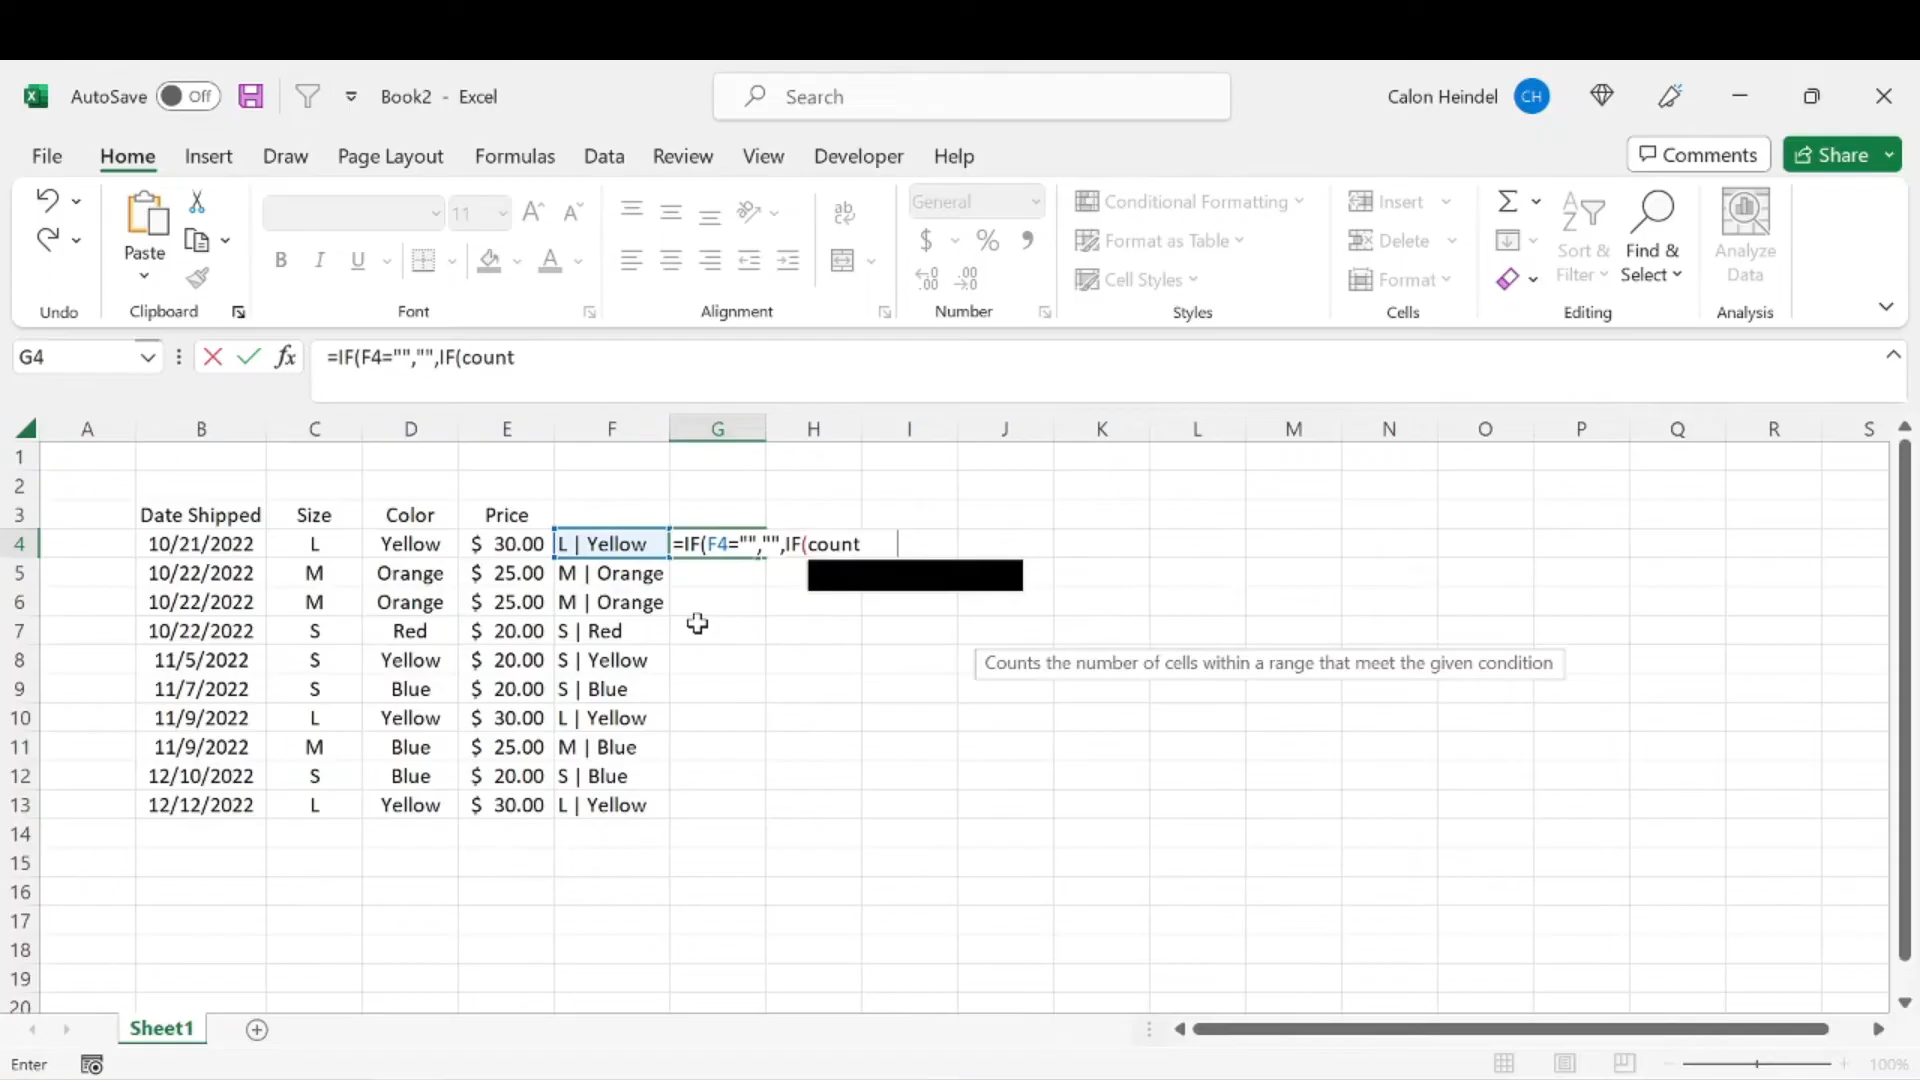 AutoSave Off Book2 - Excel Search Calon Heindel CH
File Home Insert Draw Page Layout Formulas Data Review View Developer Help Comments Share
Paste 11 General Conditional Formatting Insert
Format as Table Delete Sort & Find & Analyze
Cell Styles Format Filter Select Data
Undo Clipboard Font Alignment Number Styles Cells Editing Analysis
G4 fx =IF(F4="","",IF(count
A B C D E F G H I J K L M N O P Q R S
1
2
3 Date Shipped Size Color Price
4 10/21/2022 L Yellow $ 30.00 L | Yellow =IF(F4="","",IF(count
5 10/22/2022 M Orange $ 25.00 M | Orange
6 10/22/2022 M Orange $ 25.00 M | Orange
7 10/22/2022 S Red $ 20.00 S | Red
8 11/5/2022 S Yellow $ 20.00 S | Yellow Counts the number of cells within a range that meet the given condition
9 11/7/2022 S Blue $ 20.00 S | Blue
10 11/9/2022 L Yellow $ 30.00 L | Yellow
11 11/9/2022 M Blue $ 25.00 M | Blue
12 12/10/2022 S Blue $ 20.00 S | Blue
13 12/12/2022 L Yellow $ 30.00 L | Yellow
14
15
16
17
18
19
20
Sheet1
Enter 100%